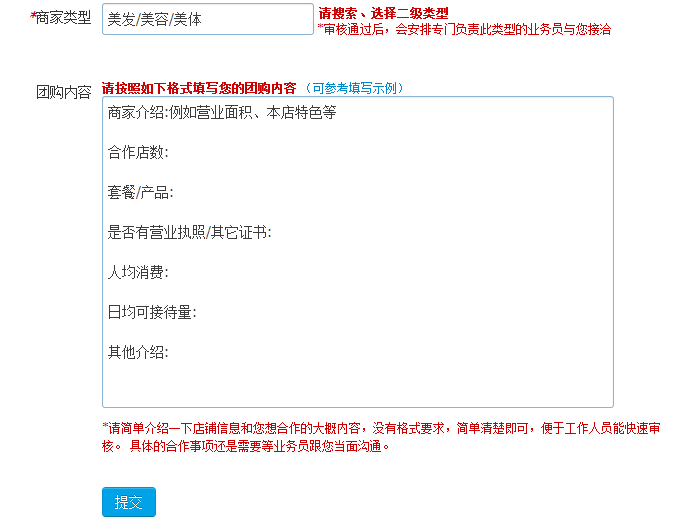 *商家类型 美发/美容/美体 请搜索、选择二级类型
*审核通过后，会安排专门负责此类型的业务员与您接洽
团购内容 请按照如下格式填写您的团购内容（可参考填写示例）
商家介绍:例如营业面积、本店特色等
合作店数:
套餐/产品:
是否有营业执照/其它证书:
人均消费:
日均可接待量:
其他介绍:
*请简单介绍一下店铺信息和您想合作的大概内容，没有格式要求，简单清楚即可，便于工作人员能快速审
核。 具体的合作事项还是需要等业务员跟您当面沟通。
提交